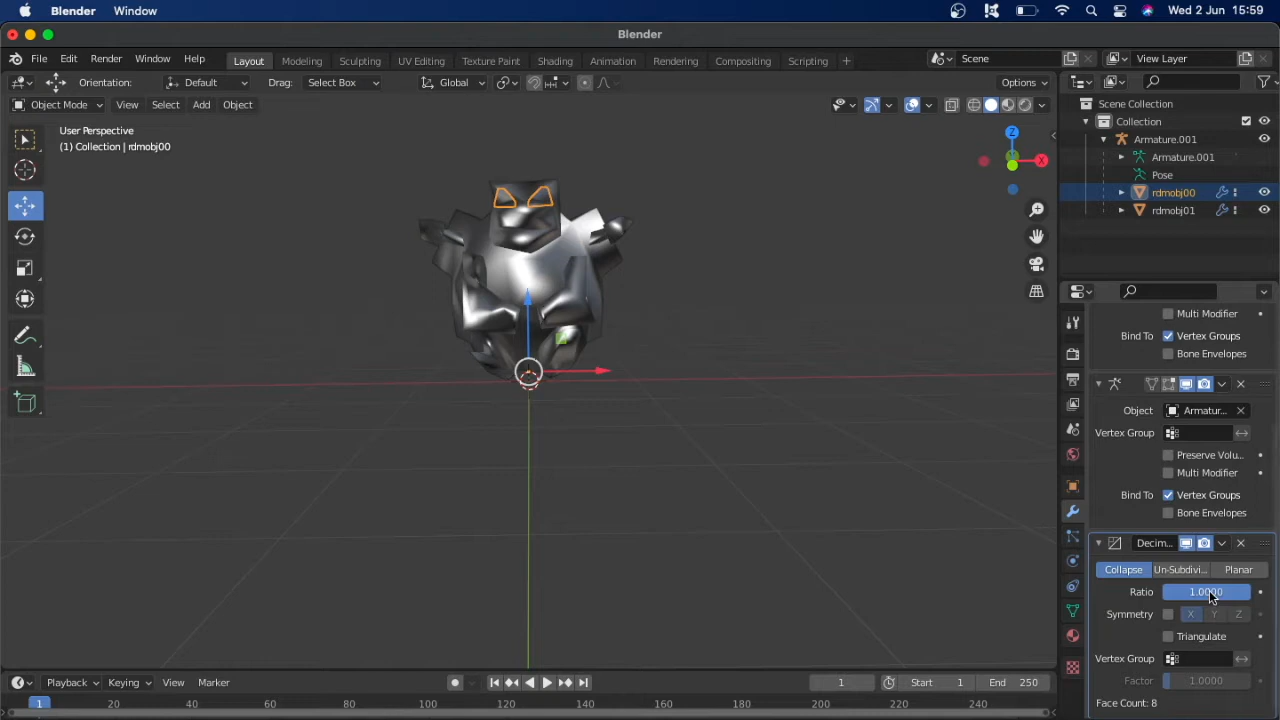 Blender Window Wed 2 Jun 15:59
Blender
File Edit Render Window Help Layout Modeling Sculpting UV Editing Texture Paint Shading Animation Rendering Compositing Scripting + Scene View Layer
Orientation: Default Drag: Select Box Global Options
Object Mode View Select Add Object
User Perspective
(1) Collection | rdmobj00
Z
X
Scene Collection
Collection
Armature.001
Armature.001
Pose
rdmobj00
rdmobj01
Multi Modifier
Bind To Vertex Groups
Bone Envelopes
Object Armatur...
Vertex Group
Preserve Volu...
Multi Modifier
Bind To Vertex Groups
Bone Envelopes
Decim...
Collapse Un-Subdivi... Planar
Ratio 1.0000
Symmetry X Y Z
Triangulate
Vertex Group
Factor 1.0000
Face Count: 8
Playback Keying View Marker 1 Start 1 End 250
1 20 40 60 80 100 120 140 160 180 200 220 240